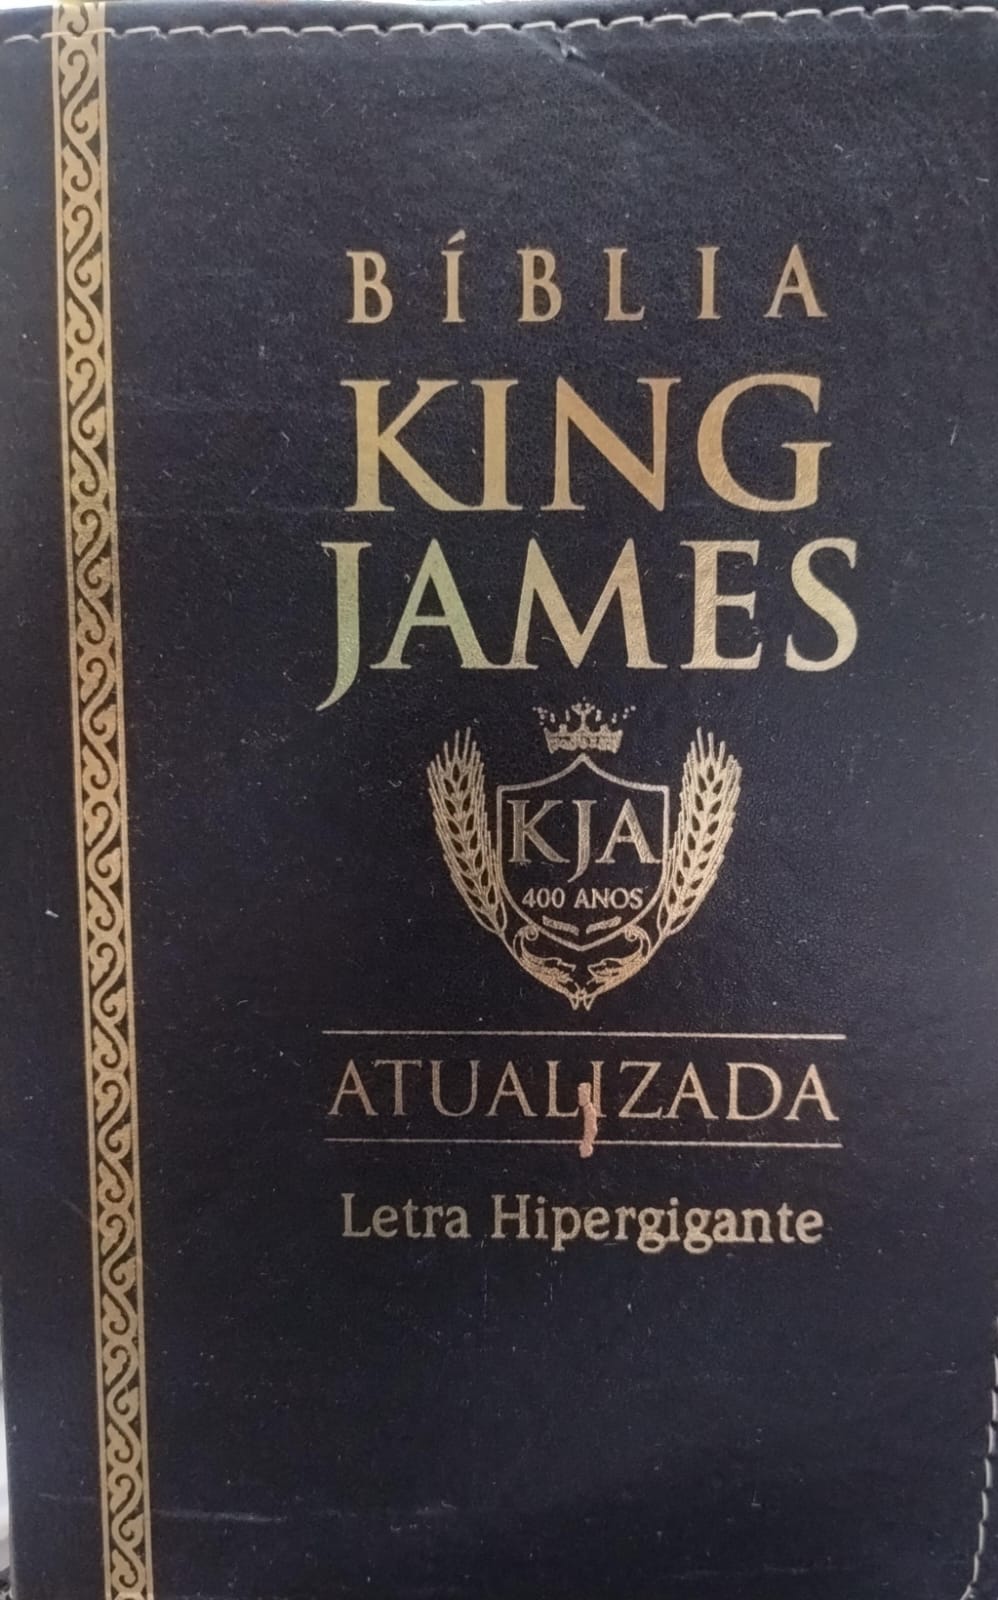 BÍBLIA
KING
JAMES
KJA
400 ANOS
ATUALIZADA
Letra Hipergigante